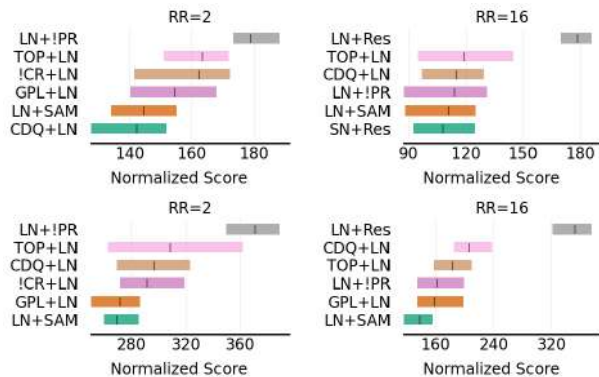 RR=2
LN+!PR
TOP+LN
!CR+LN
GPL+LN
LN+SAM
CDQ+LN
140 160 180
Normalized Score
RR=16
LN+Res
TOP+LN
CDQ+LN
LN+!PR
LN+SAM
SN+Res
90 120 150 180
Normalized Score
RR=2
LN+!PR
TOP+LN
CDQ+LN
!CR+LN
GPL+LN
LN+SAM
280 320 360
Normalized Score
RR=16
LN+Res
CDQ+LN
TOP+LN
LN+!PR
GPL+LN
LN+SAM
160 240 320
Normalized Score